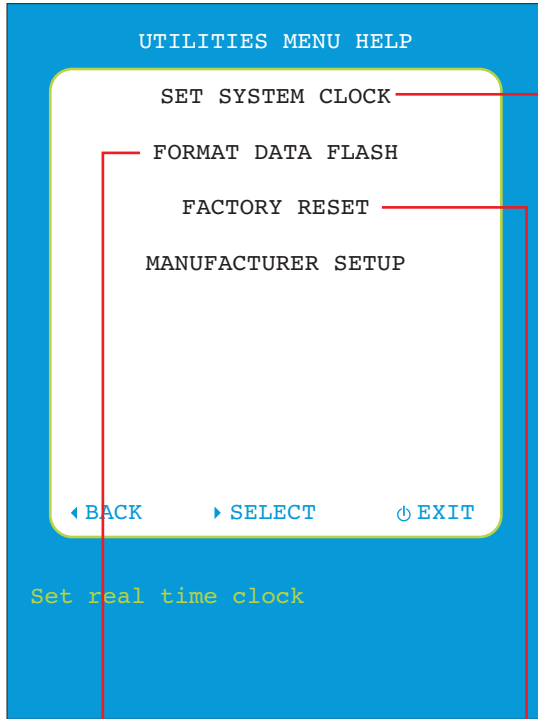 UTILITIES MENU HELP
SET SYSTEM CLOCK
FORMAT DATA FLASH
FACTORY RESET
MANUFACTURER SETUP
BACK SELECT EXIT
Set real time clock